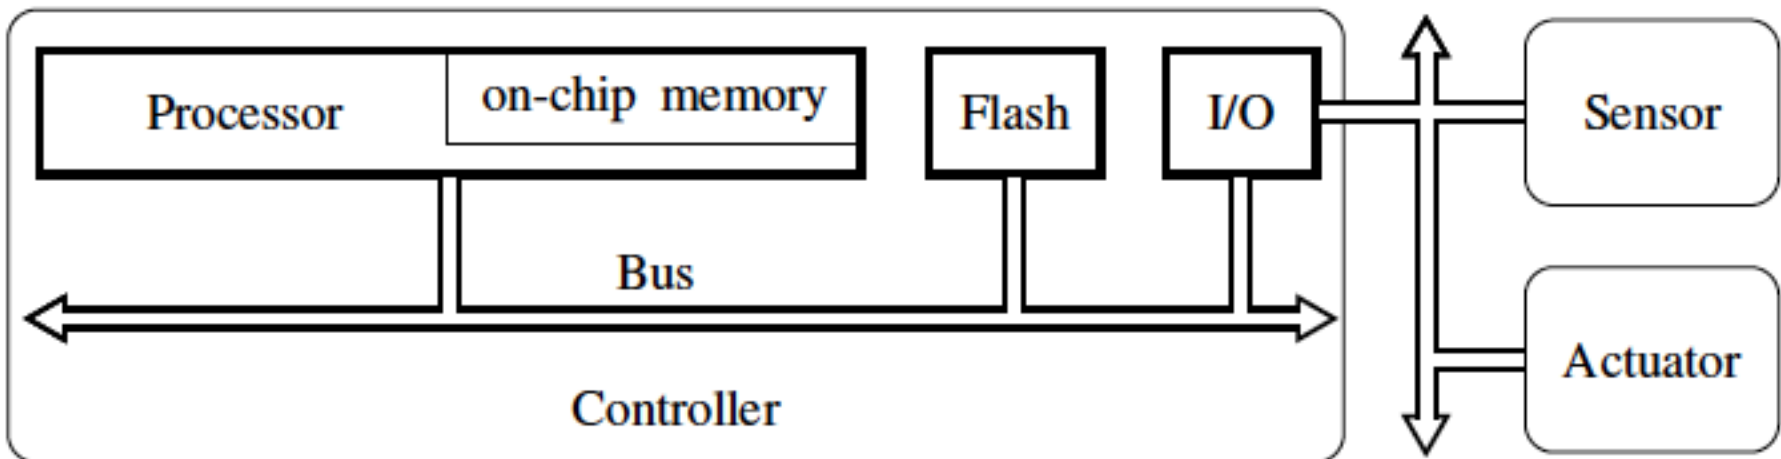 Processor
on-chip memory
Flash
I/O
Sensor
Bus
Actuator
Controller